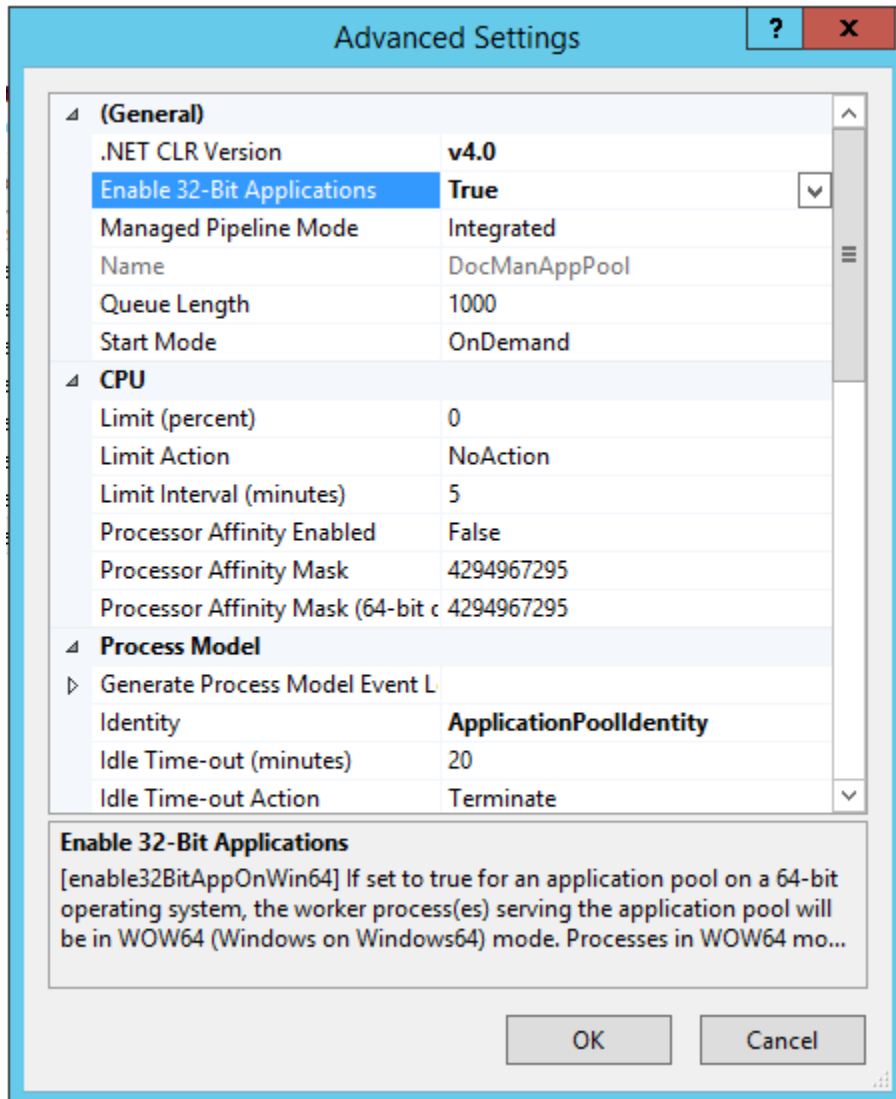 Advanced Settings
?
x
(General)
.NET CLR Version v4.0
Enable 32-Bit Applications True
Managed Pipeline Mode Integrated
Name DocManAppPool
Queue Length 1000
Start Mode OnDemand
CPU
Limit (percent) 0
Limit Action NoAction
Limit Interval (minutes) 5
Processor Affinity Enabled False
Processor Affinity Mask 4294967295
Processor Affinity Mask (64-bit c 4294967295
Process Model
Generate Process Model Event L
Identity ApplicationPoolIdentity
Idle Time-out (minutes) 20
Idle Time-out Action Terminate
Enable 32-Bit Applications
[enable32BitAppOnWin64] If set to true for an application pool on a 64-bit
operating system, the worker process(es) serving the application pool will
be in WOW64 (Windows on Windows64) mode. Processes in WOW64 mo...
OK Cancel